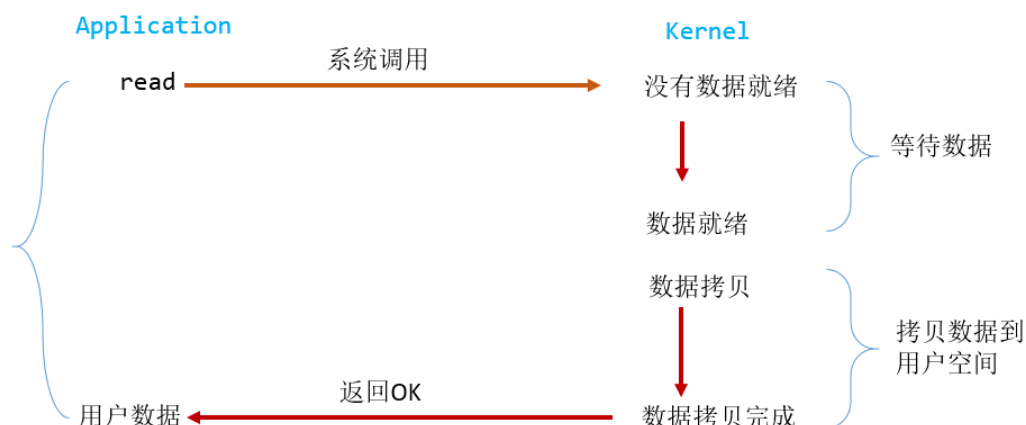 Application
Kernel
系统调用
read
没有数据就绪
等待数据
数据就绪
数据拷贝
拷贝数据到
用户空间
返回OK
用户数据
数据拷贝完成